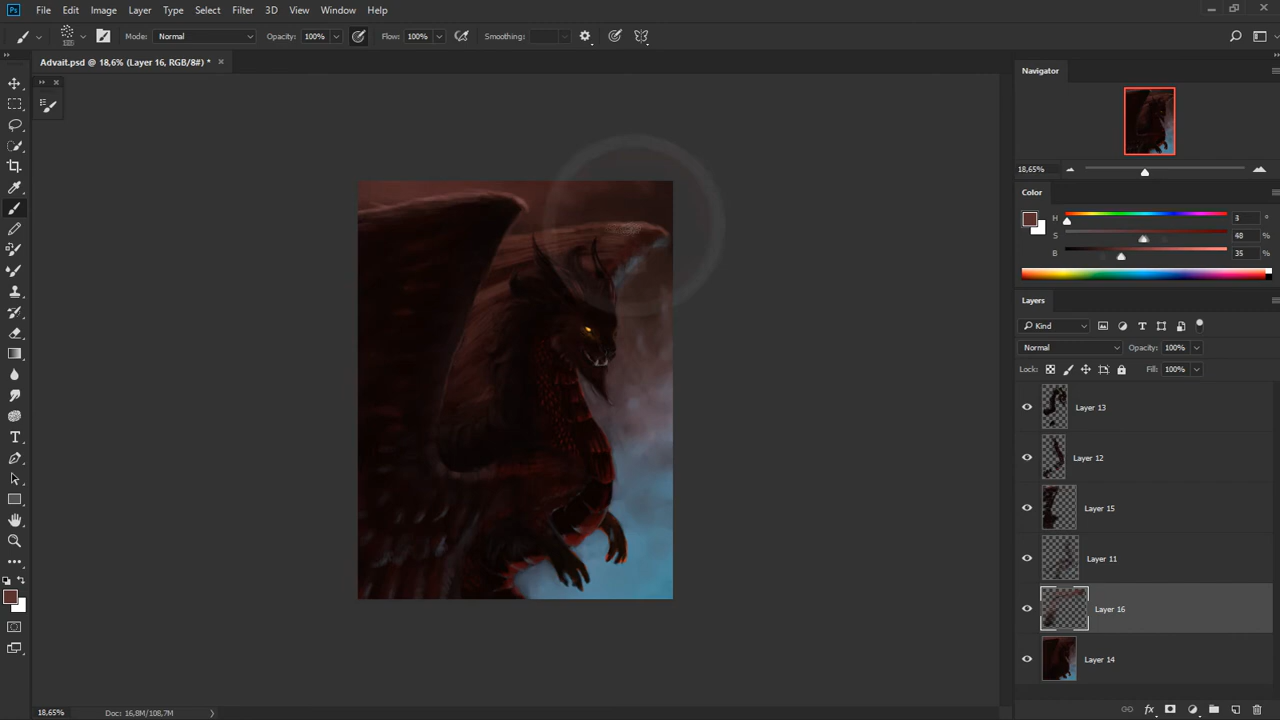 Ps File Edit Image Layer Type Select Filter 3D View Window Help
Mode: Normal Opacity: 100% Flow: 100% Smoothing:
Advait.psd @ 18,6% (Layer 16, RGB/8#) * ×
Navigator
18,65%
Color
H 3 °
S 48 %
B 35 %
Layers
Kind
Normal Opacity: 100%
Lock: Fill: 100%
Layer 13
Layer 12
Layer 15
Layer 11
Layer 16
Layer 14
18,65% Doc: 16,8M/108,7M